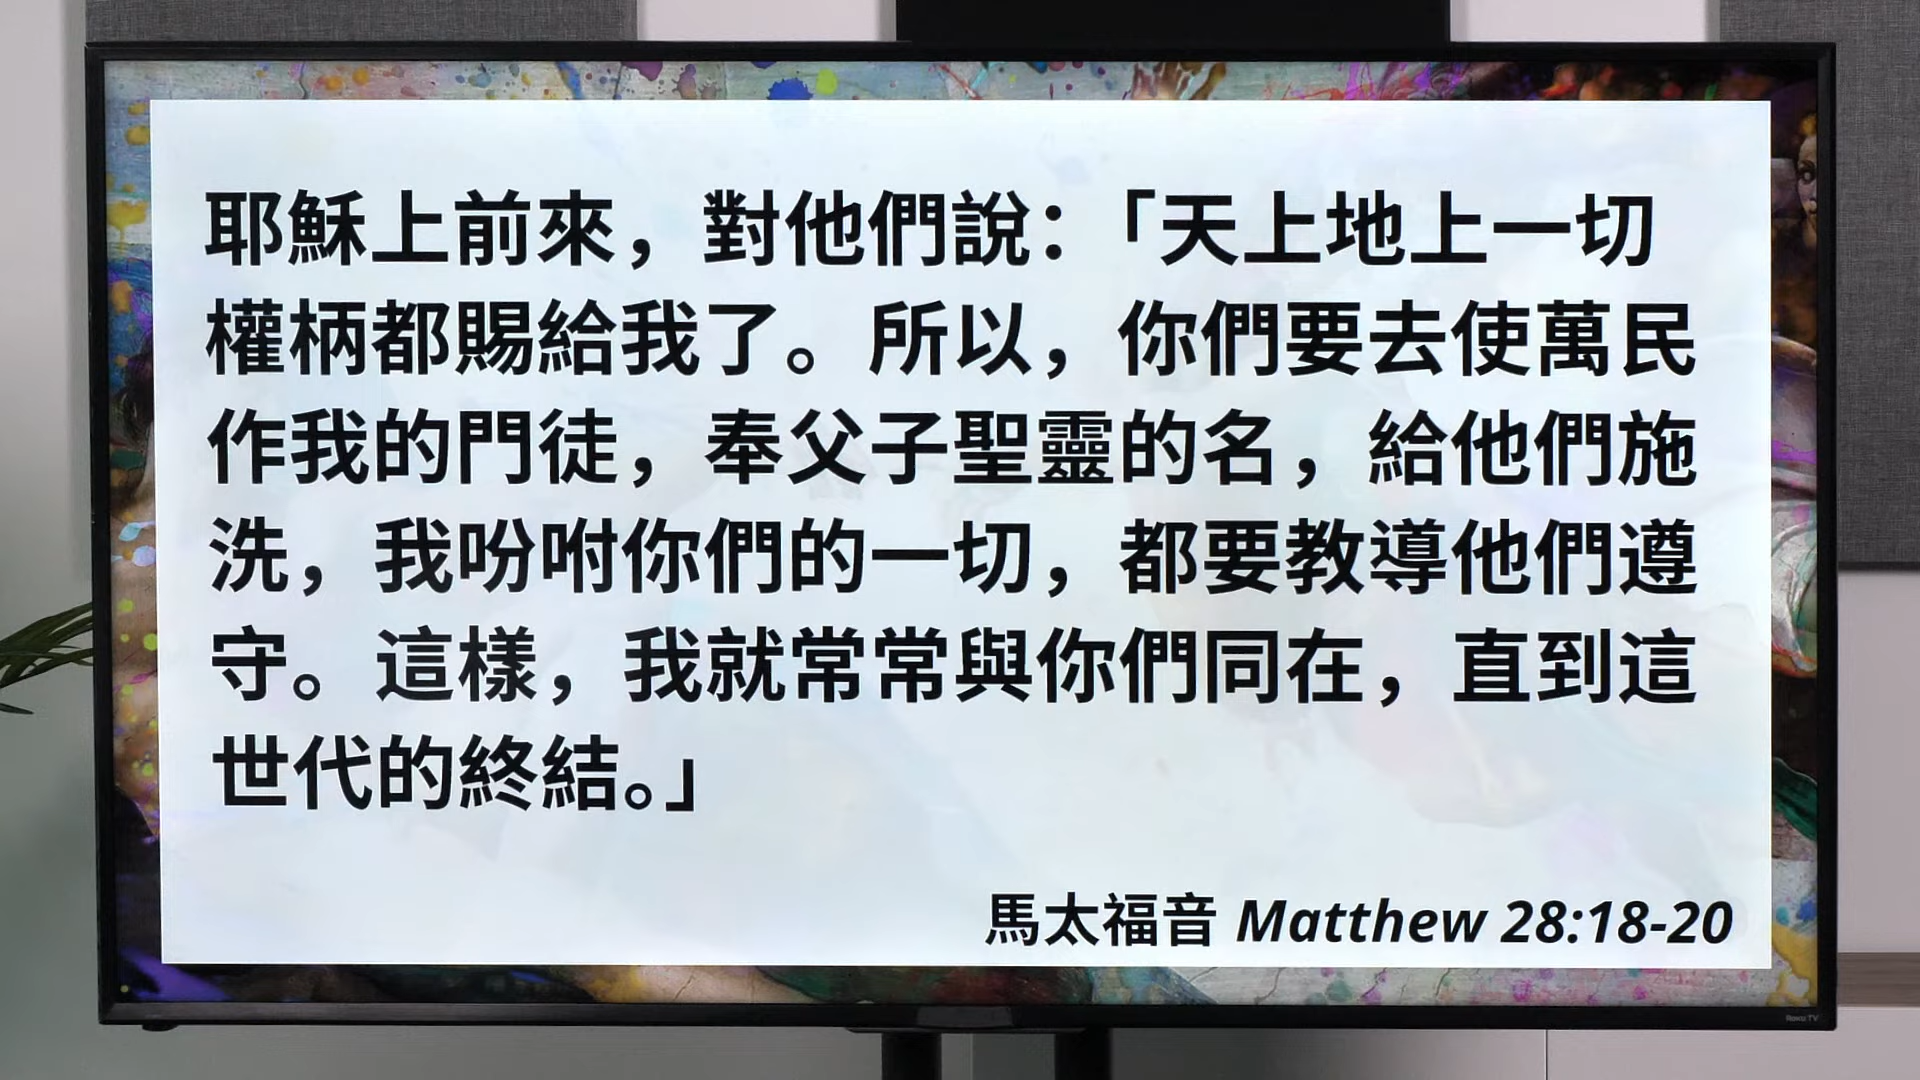 耶穌上前來，對他們說：「天上地上一切
權柄都賜給我了。所以，你們要去使萬民
作我的門徒，奉父子聖靈的名，給他們施
洗，我吩咐你們的一切，都要教導他們遵
守。這樣，我就常常與你們同在，直到這
世代的終結。」
馬太福音 Matthew 28:18-20
Roku TV